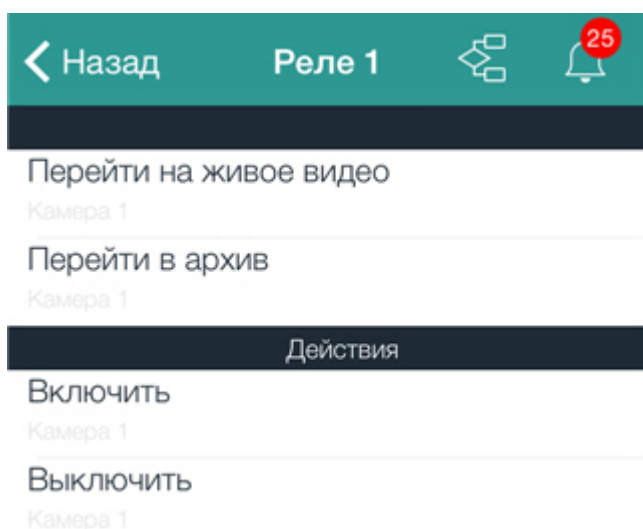 Назад
Реле 1
25
Перейти на живое видео
Камера 1
Перейти в архив
Камера 1
Действия
Включить
Камера 1
Выключить
Камера 1